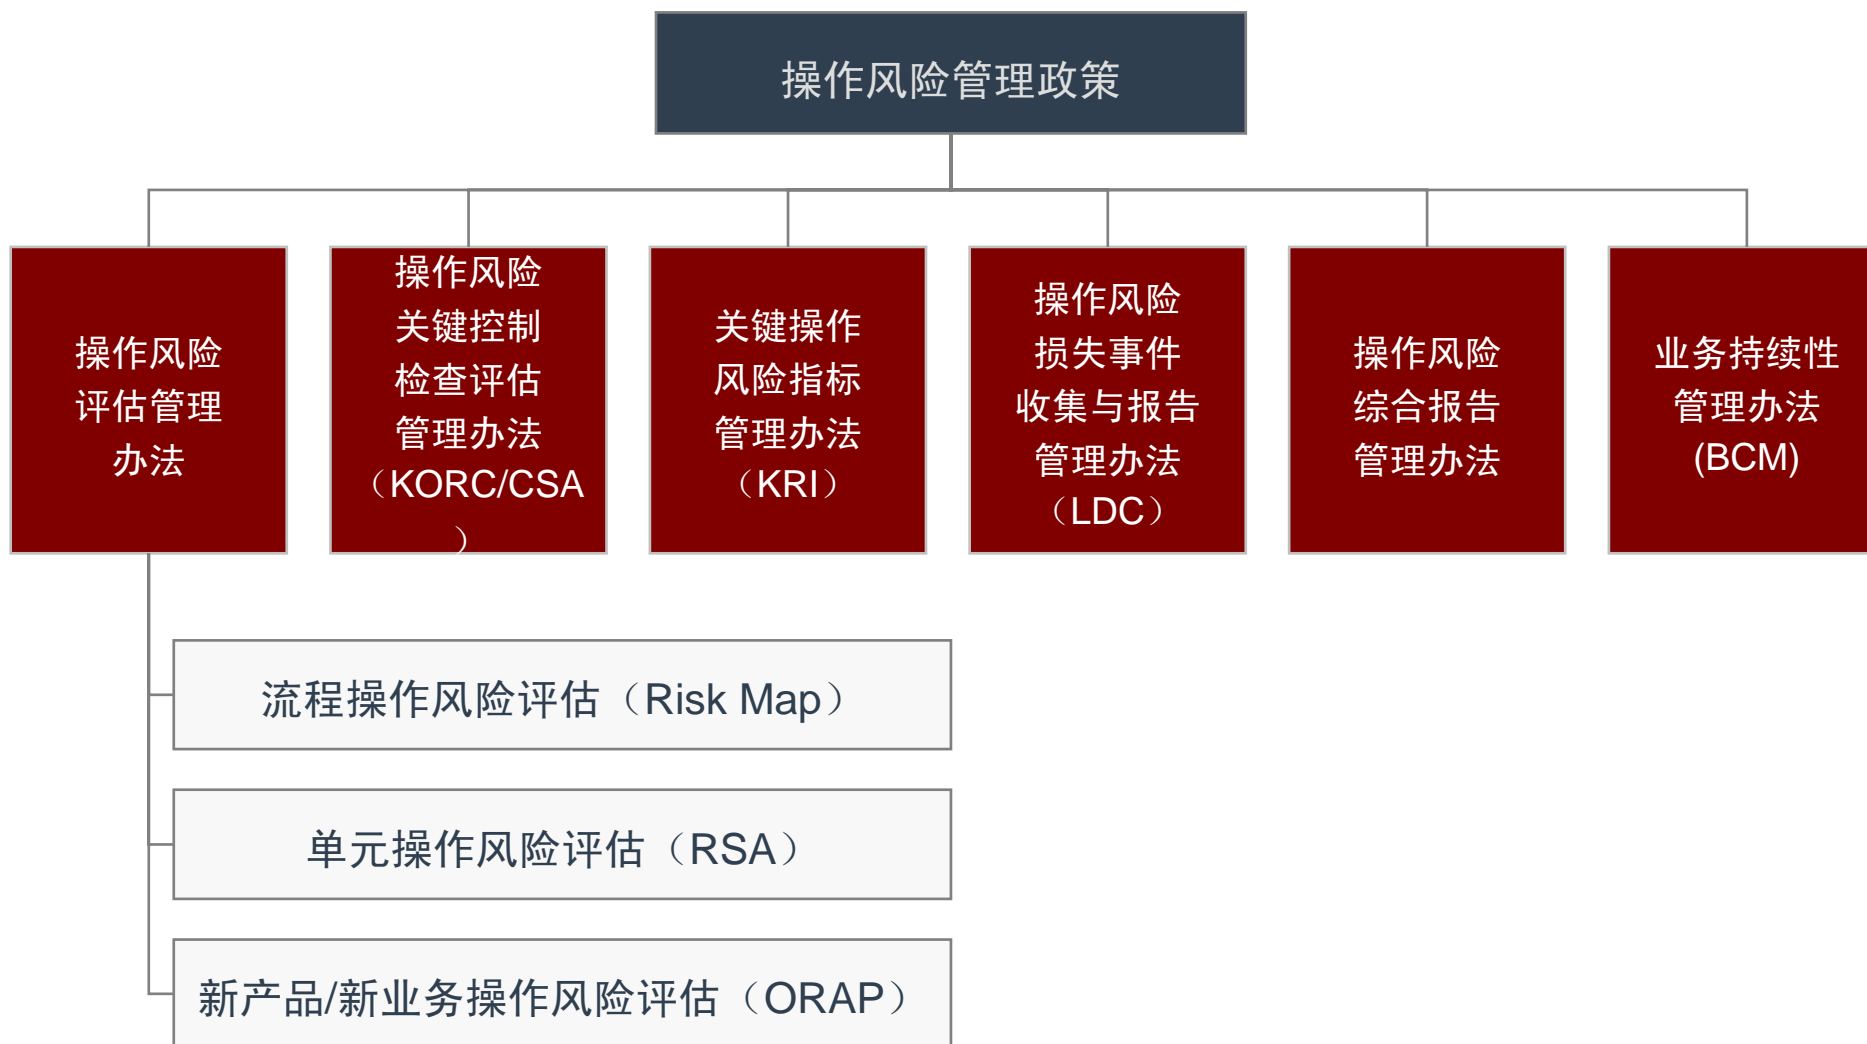 操作风险管理政策
操作风险
评估管理
办法
操作风险
关键控制
检查评估
管理办法
（KORC/CSA
）
关键操作
风险指标
管理办法
（KRI）
操作风险
损失事件
收集与报告
管理办法
（LDC）
操作风险
综合报告
管理办法
业务持续性
管理办法
(BCM)
流程操作风险评估（Risk Map）
单元操作风险评估（RSA）
新产品/新业务操作风险评估（ORAP）